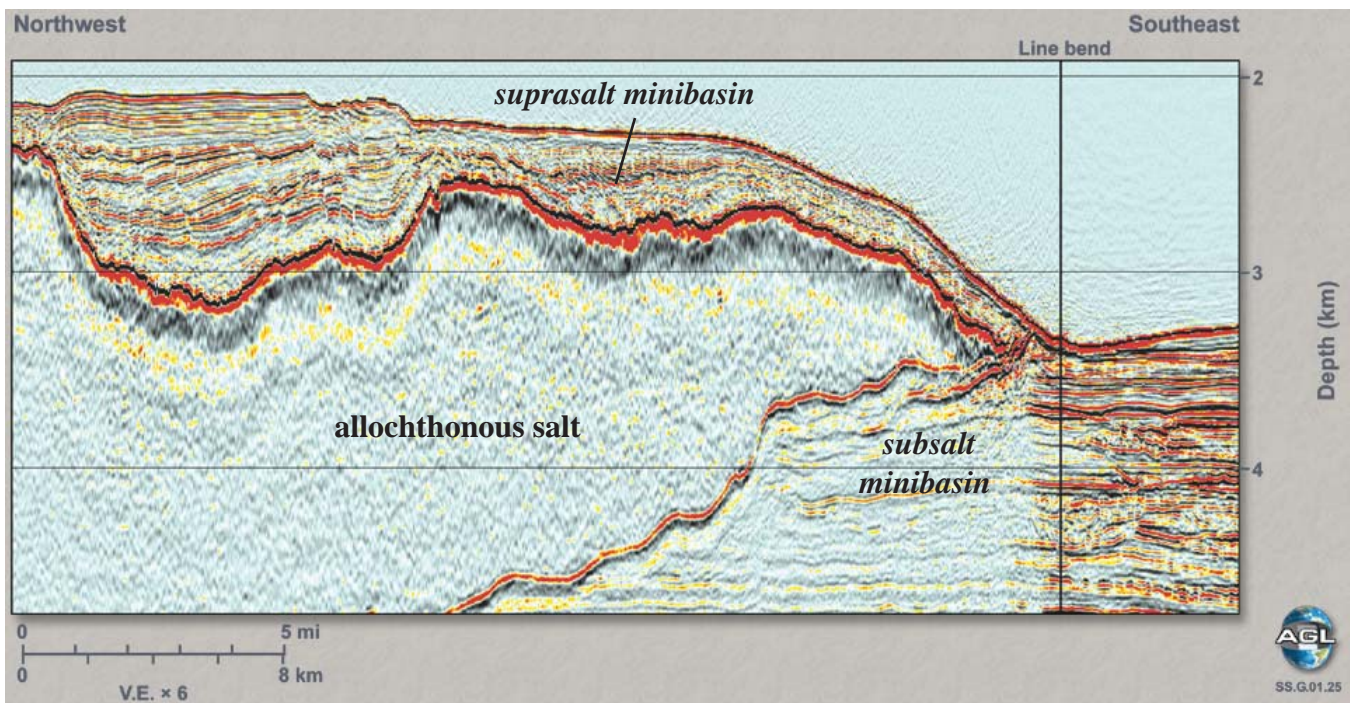 Northwest
Southeast
Line bend
suprasalt minibasin
2
3
Depth (km)
allochthonous salt
subsalt
minibasin
4
0
5 mi
0
8 km
V.E. × 6
AGL
SS.G.01.25